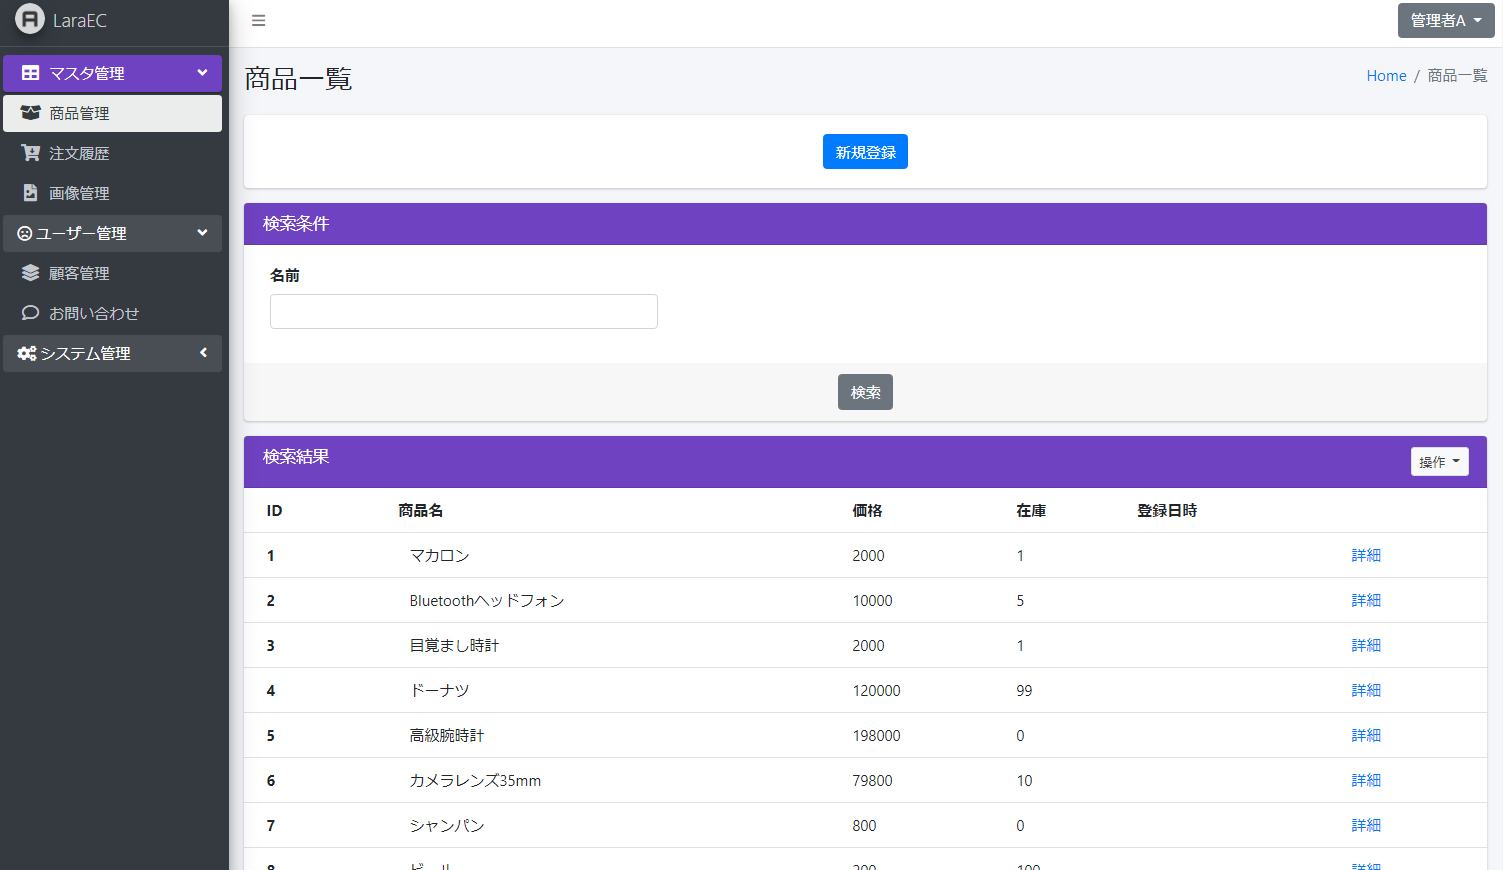 LaraEC
管理者A
マスタ管理
商品管理
注文履歴
画像管理
ユーザー管理
顧客管理
お問い合わせ
システム管理
商品一覧
Home / 商品一覧
新規登録
検索条件
名前
検索
検索結果
操作
ID 商品名 価格 在庫 登録日時
1 マカロン 2000 1 詳細
2 Bluetoothヘッドフォン 10000 5 詳細
3 目覚まし時計 2000 1 詳細
4 ドーナツ 120000 99 詳細
5 高級腕時計 198000 0 詳細
6 カメラレンズ35mm 79800 10 詳細
7 シャンパン 800 0 詳細
8 ビール 200 100 詳細